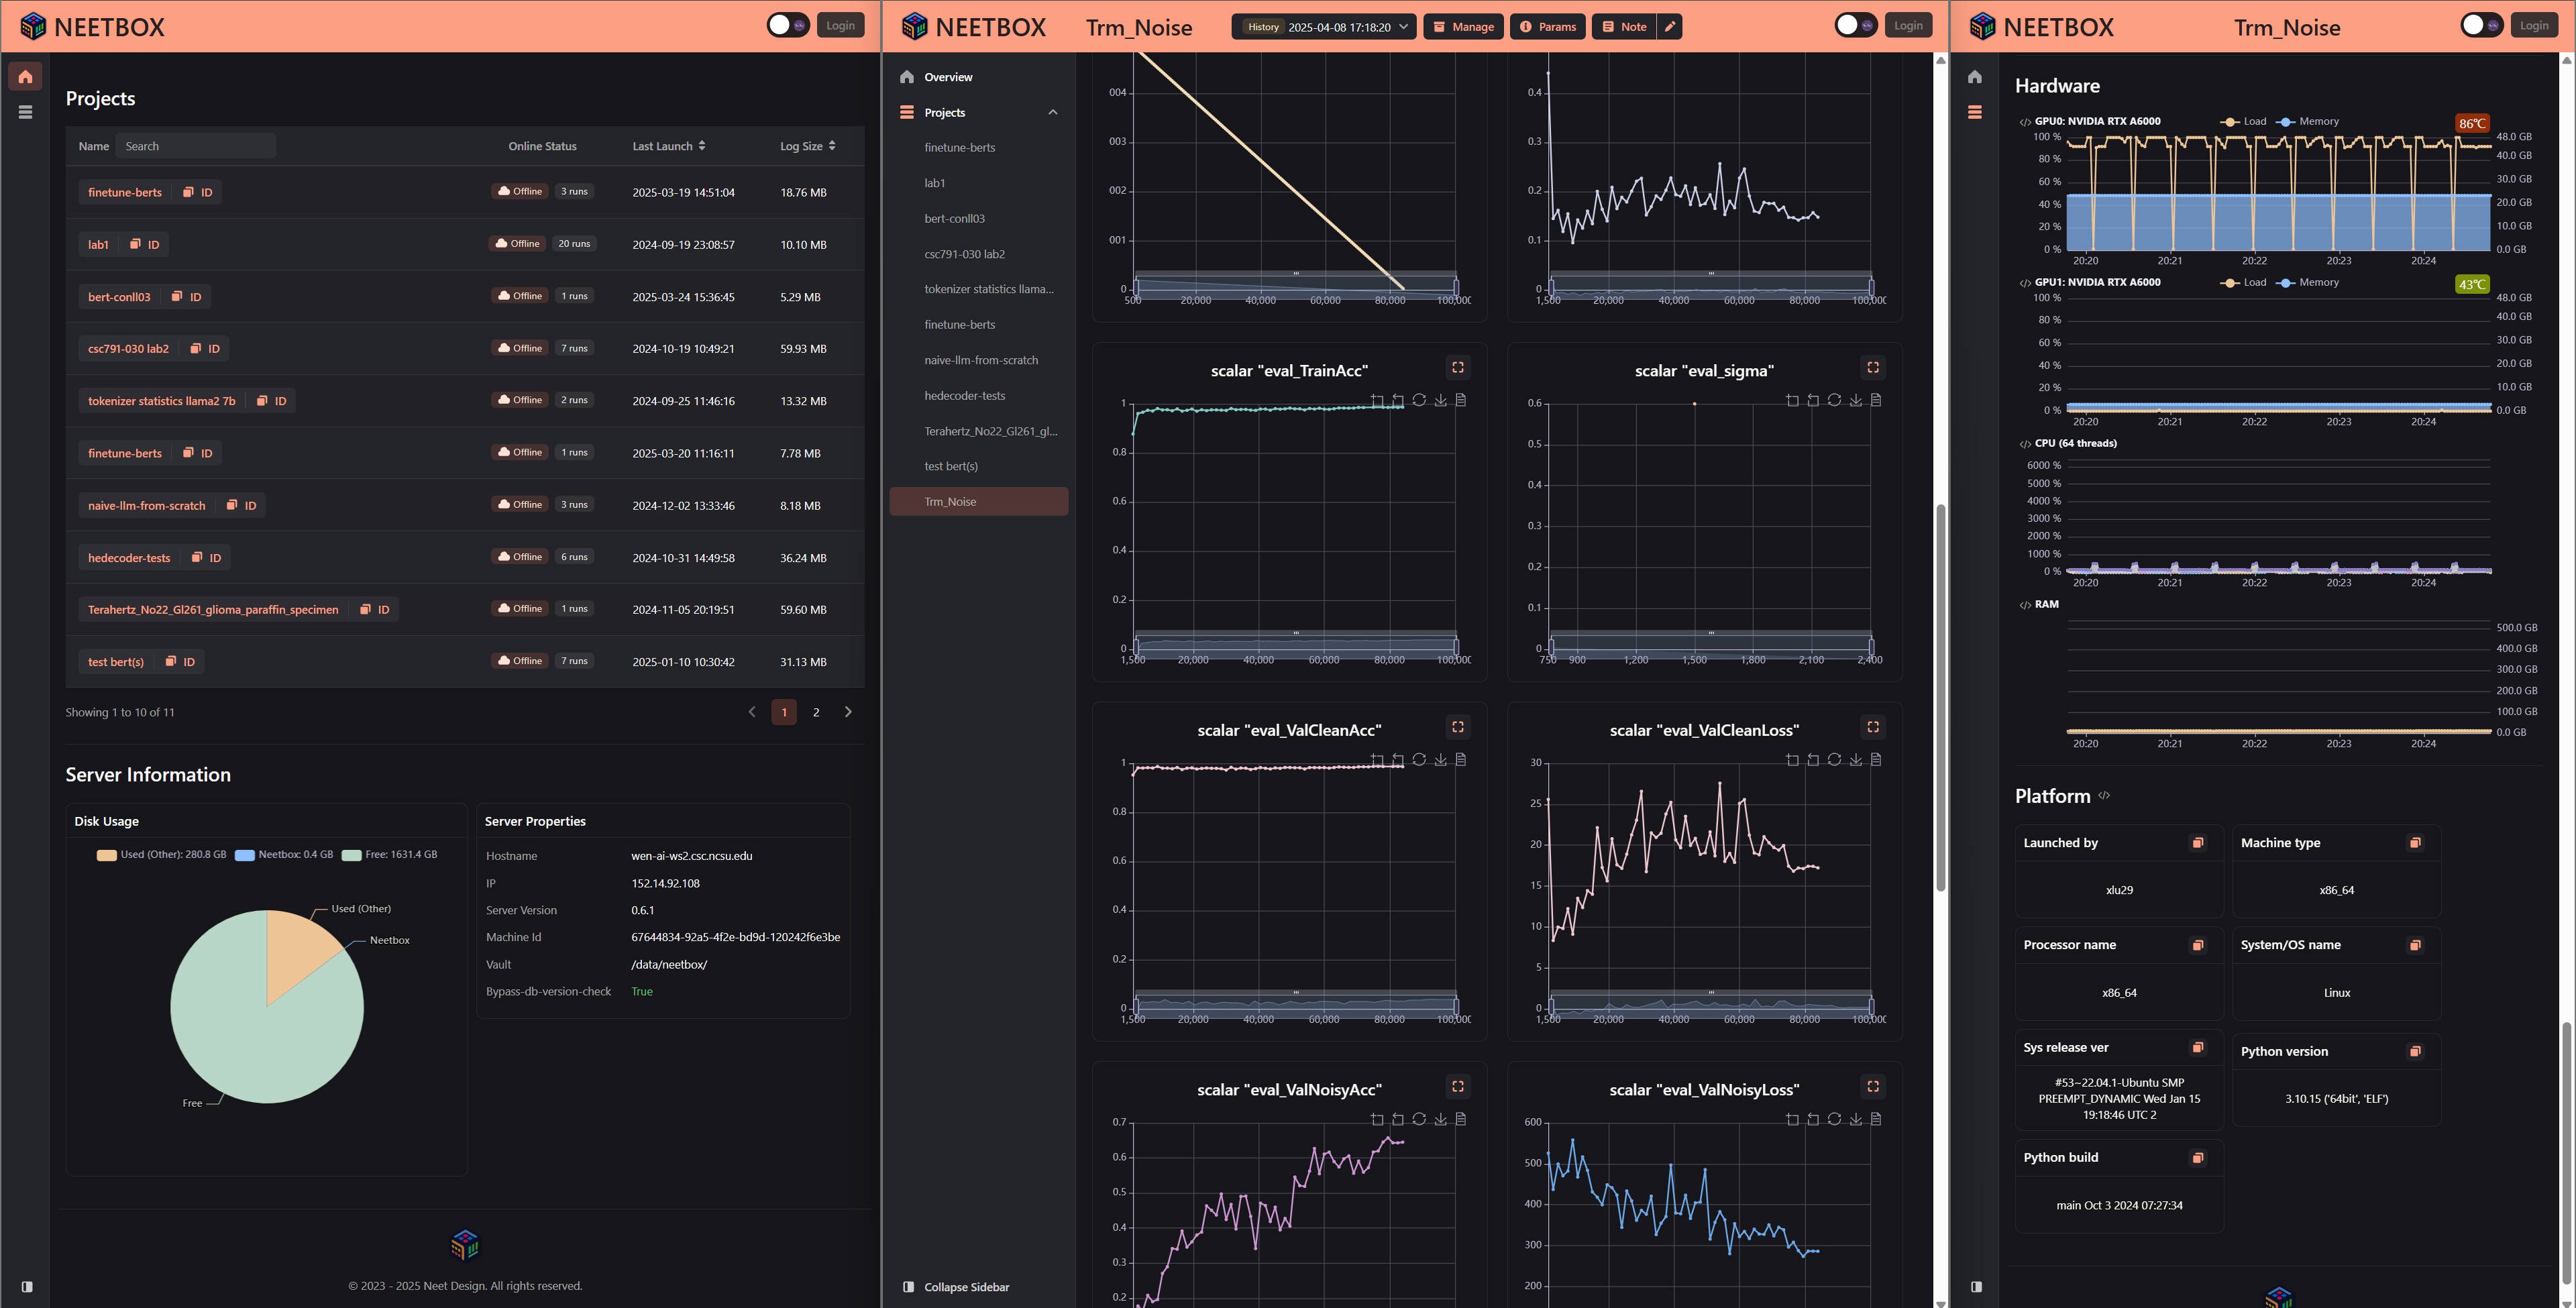 NEETBOX
Login
Projects
Name Search Online Status Last Launch Log Size
finetune-berts ID Offline 3 runs 2025-03-19 14:51:04 18.76 MB
lab1 ID Offline 20 runs 2024-09-19 23:08:57 10.10 MB
bert-conll03 ID Offline 1 runs 2025-03-24 15:36:45 5.29 MB
csc791-030 lab2 ID Offline 7 runs 2024-10-19 10:49:21 59.93 MB
tokenizer statistics llama2 7b ID Offline 2 runs 2024-09-25 11:46:16 13.32 MB
finetune-berts ID Offline 1 runs 2025-03-20 11:16:11 7.78 MB
naive-llm-from-scratch ID Offline 3 runs 2024-12-02 13:33:46 8.18 MB
hedecoder-tests ID Offline 6 runs 2024-10-31 14:49:58 36.24 MB
Terahertz_No22_Gl261_glioma_paraffin_specimen ID Offline 1 runs 2024-11-05 20:19:51 59.60 MB
test bert(s) ID Offline 7 runs 2025-01-10 10:30:42 31.13 MB
Showing 1 to 10 of 11
1 2
Server Information
Disk Usage
Used (Other): 280.8 GB Neetbox: 0.4 GB Free: 1631.4 GB
Used (Other)
Neetbox
Free
Server Properties
Hostname wen-ai-ws2.csc.ncsu.edu
IP 152.14.92.108
Server Version 0.6.1
Machine Id 67644834-92a5-4f2e-bd9d-120242f6e3be
Vault /data/neetbox/
Bypass-db-version-check True
© 2023 - 2025 Neet Design. All rights reserved.
NEETBOX
Trm_Noise
History 2025-04-08 17:18:20
Manage
Params
Note
Login
Overview
Projects
finetune-berts
lab1
bert-conll03
csc791-030 lab2
tokenizer statistics llama...
finetune-berts
naive-llm-from-scratch
hedecoder-tests
Terahertz_No22_Gl261_gl...
test bert(s)
Trm_Noise
Collapse Sidebar
004
003
002
001
0
500 20,000 40,000 60,000 80,000 100,000
0.4
0.3
0.2
0.1
0
1,500 20,000 40,000 60,000 80,000 100,000
scalar "eval_TrainAcc"
1
0.8
0.6
0.4
0.2
0
1,500 20,000 40,000 60,000 80,000 100,000
scalar "eval_sigma"
0.6
0.5
0.4
0.3
0.2
0.1
0
750 900 1,200 1,500 1,800 2,100 2,400
scalar "eval_ValCleanAcc"
1
0.8
0.6
0.4
0.2
0
1,500 20,000 40,000 60,000 80,000 100,000
scalar "eval_ValCleanLoss"
30
25
20
15
10
5
0
1,500 20,000 40,000 60,000 80,000 100,000
scalar "eval_ValNoisyAcc"
0.7
0.6
0.5
0.4
0.3
0.2
scalar "eval_ValNoisyLoss"
600
500
400
300
200
NEETBOX
Trm_Noise
Login
Hardware
GPU0: NVIDIA RTX A6000 Load Memory 86℃
100 % 48.0 GB
80 % 40.0 GB
60 % 30.0 GB
40 % 20.0 GB
20 % 10.0 GB
0 % 0.0 GB
20:20 20:21 20:22 20:23 20:24
GPU1: NVIDIA RTX A6000 Load Memory 43℃
100 % 48.0 GB
80 % 40.0 GB
60 % 30.0 GB
40 % 20.0 GB
20 % 10.0 GB
0 % 0.0 GB
20:20 20:21 20:22 20:23 20:24
CPU (64 threads)
6000 %
5000 %
4000 %
3000 %
2000 %
1000 %
0 %
20:20 20:21 20:22 20:23 20:24
RAM
500.0 GB
400.0 GB
300.0 GB
200.0 GB
100.0 GB
0.0 GB
20:20 20:21 20:22 20:23 20:24
Platform
Launched by
xlu29
Machine type
x86_64
Processor name
x86_64
System/OS name
Linux
Sys release ver
#53~22.04.1-Ubuntu SMP
PREEMPT_DYNAMIC Wed Jan 15
19:18:46 UTC 2
Python version
3.10.15 ('64bit', 'ELF')
Python build
main Oct 3 2024 07:27:34